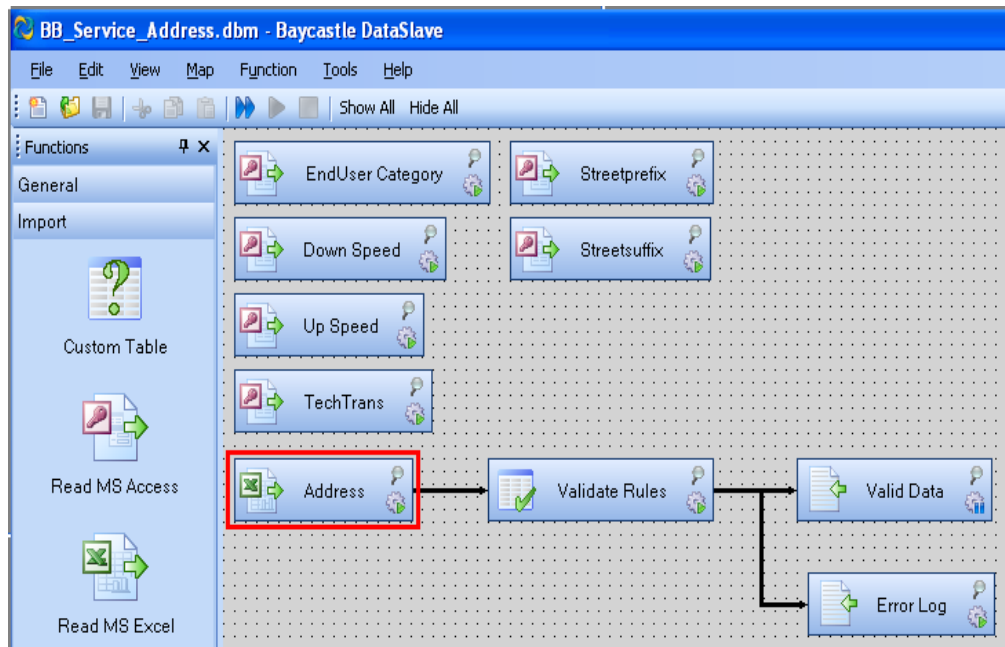 BB_Service_Address.dbm - Baycastle DataSlave
File Edit View Map Function Tools Help
Show All Hide All
Functions
General
Import
Custom Table
Read MS Access
Read MS Excel
EndUser Category
Streetprefix
Down Speed
Streetsuffix
Up Speed
TechTrans
Address
Validate Rules
Valid Data
Error Log